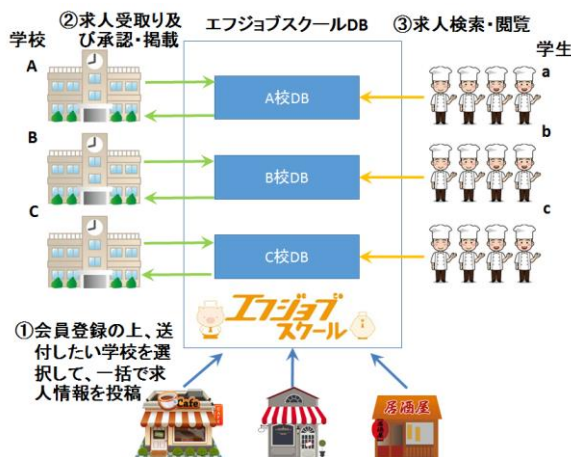 ②求人受取り及
び承認・掲載
エフジョブスクールDB
③求人検索・閲覧
学校
学生
A
A校DB
a
B
B校DB
b
C
C校DB
c
エフジョブ
スクール
①会員登録の上、送
付したい学校を選
択して、一括で求
人情報を投稿
Cafe
居酒屋